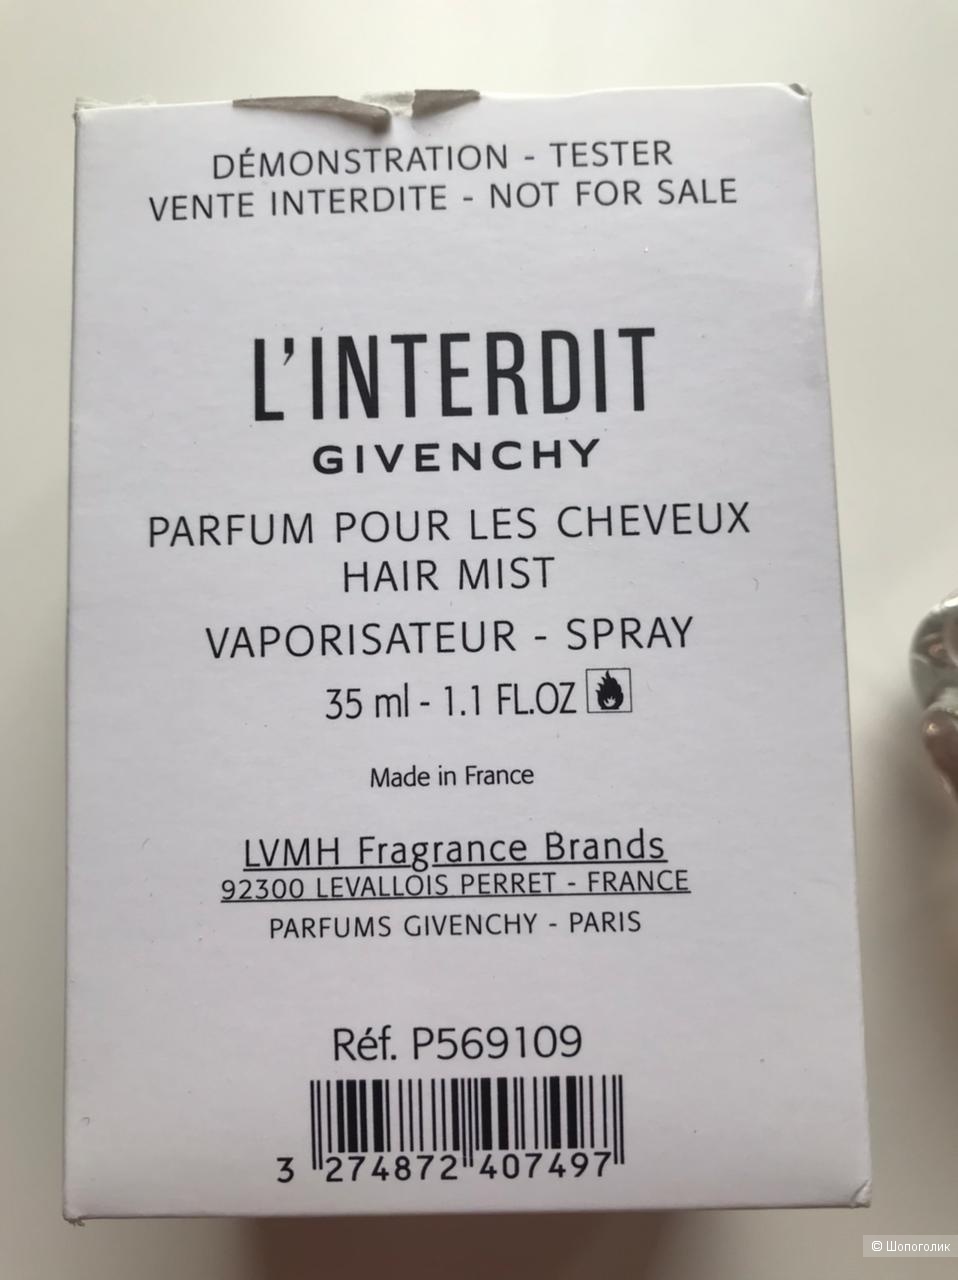 DÉMONSTRATION - TESTER
VENTE INTERDITE - NOT FOR SALE
L'INTERDIT
GIVENCHY
PARFUM POUR LES CHEVEUX
HAIR MIST
VAPORISATEUR - SPRAY
35 ml - 1.1 FL.OZ
Made in France
LVMH Fragrance Brands
92300 LEVALLOIS PERRET - FRANCE
PARFUMS GIVENCHY - PARIS
Réf. P569109
3 274872 407497
© Шопоголик